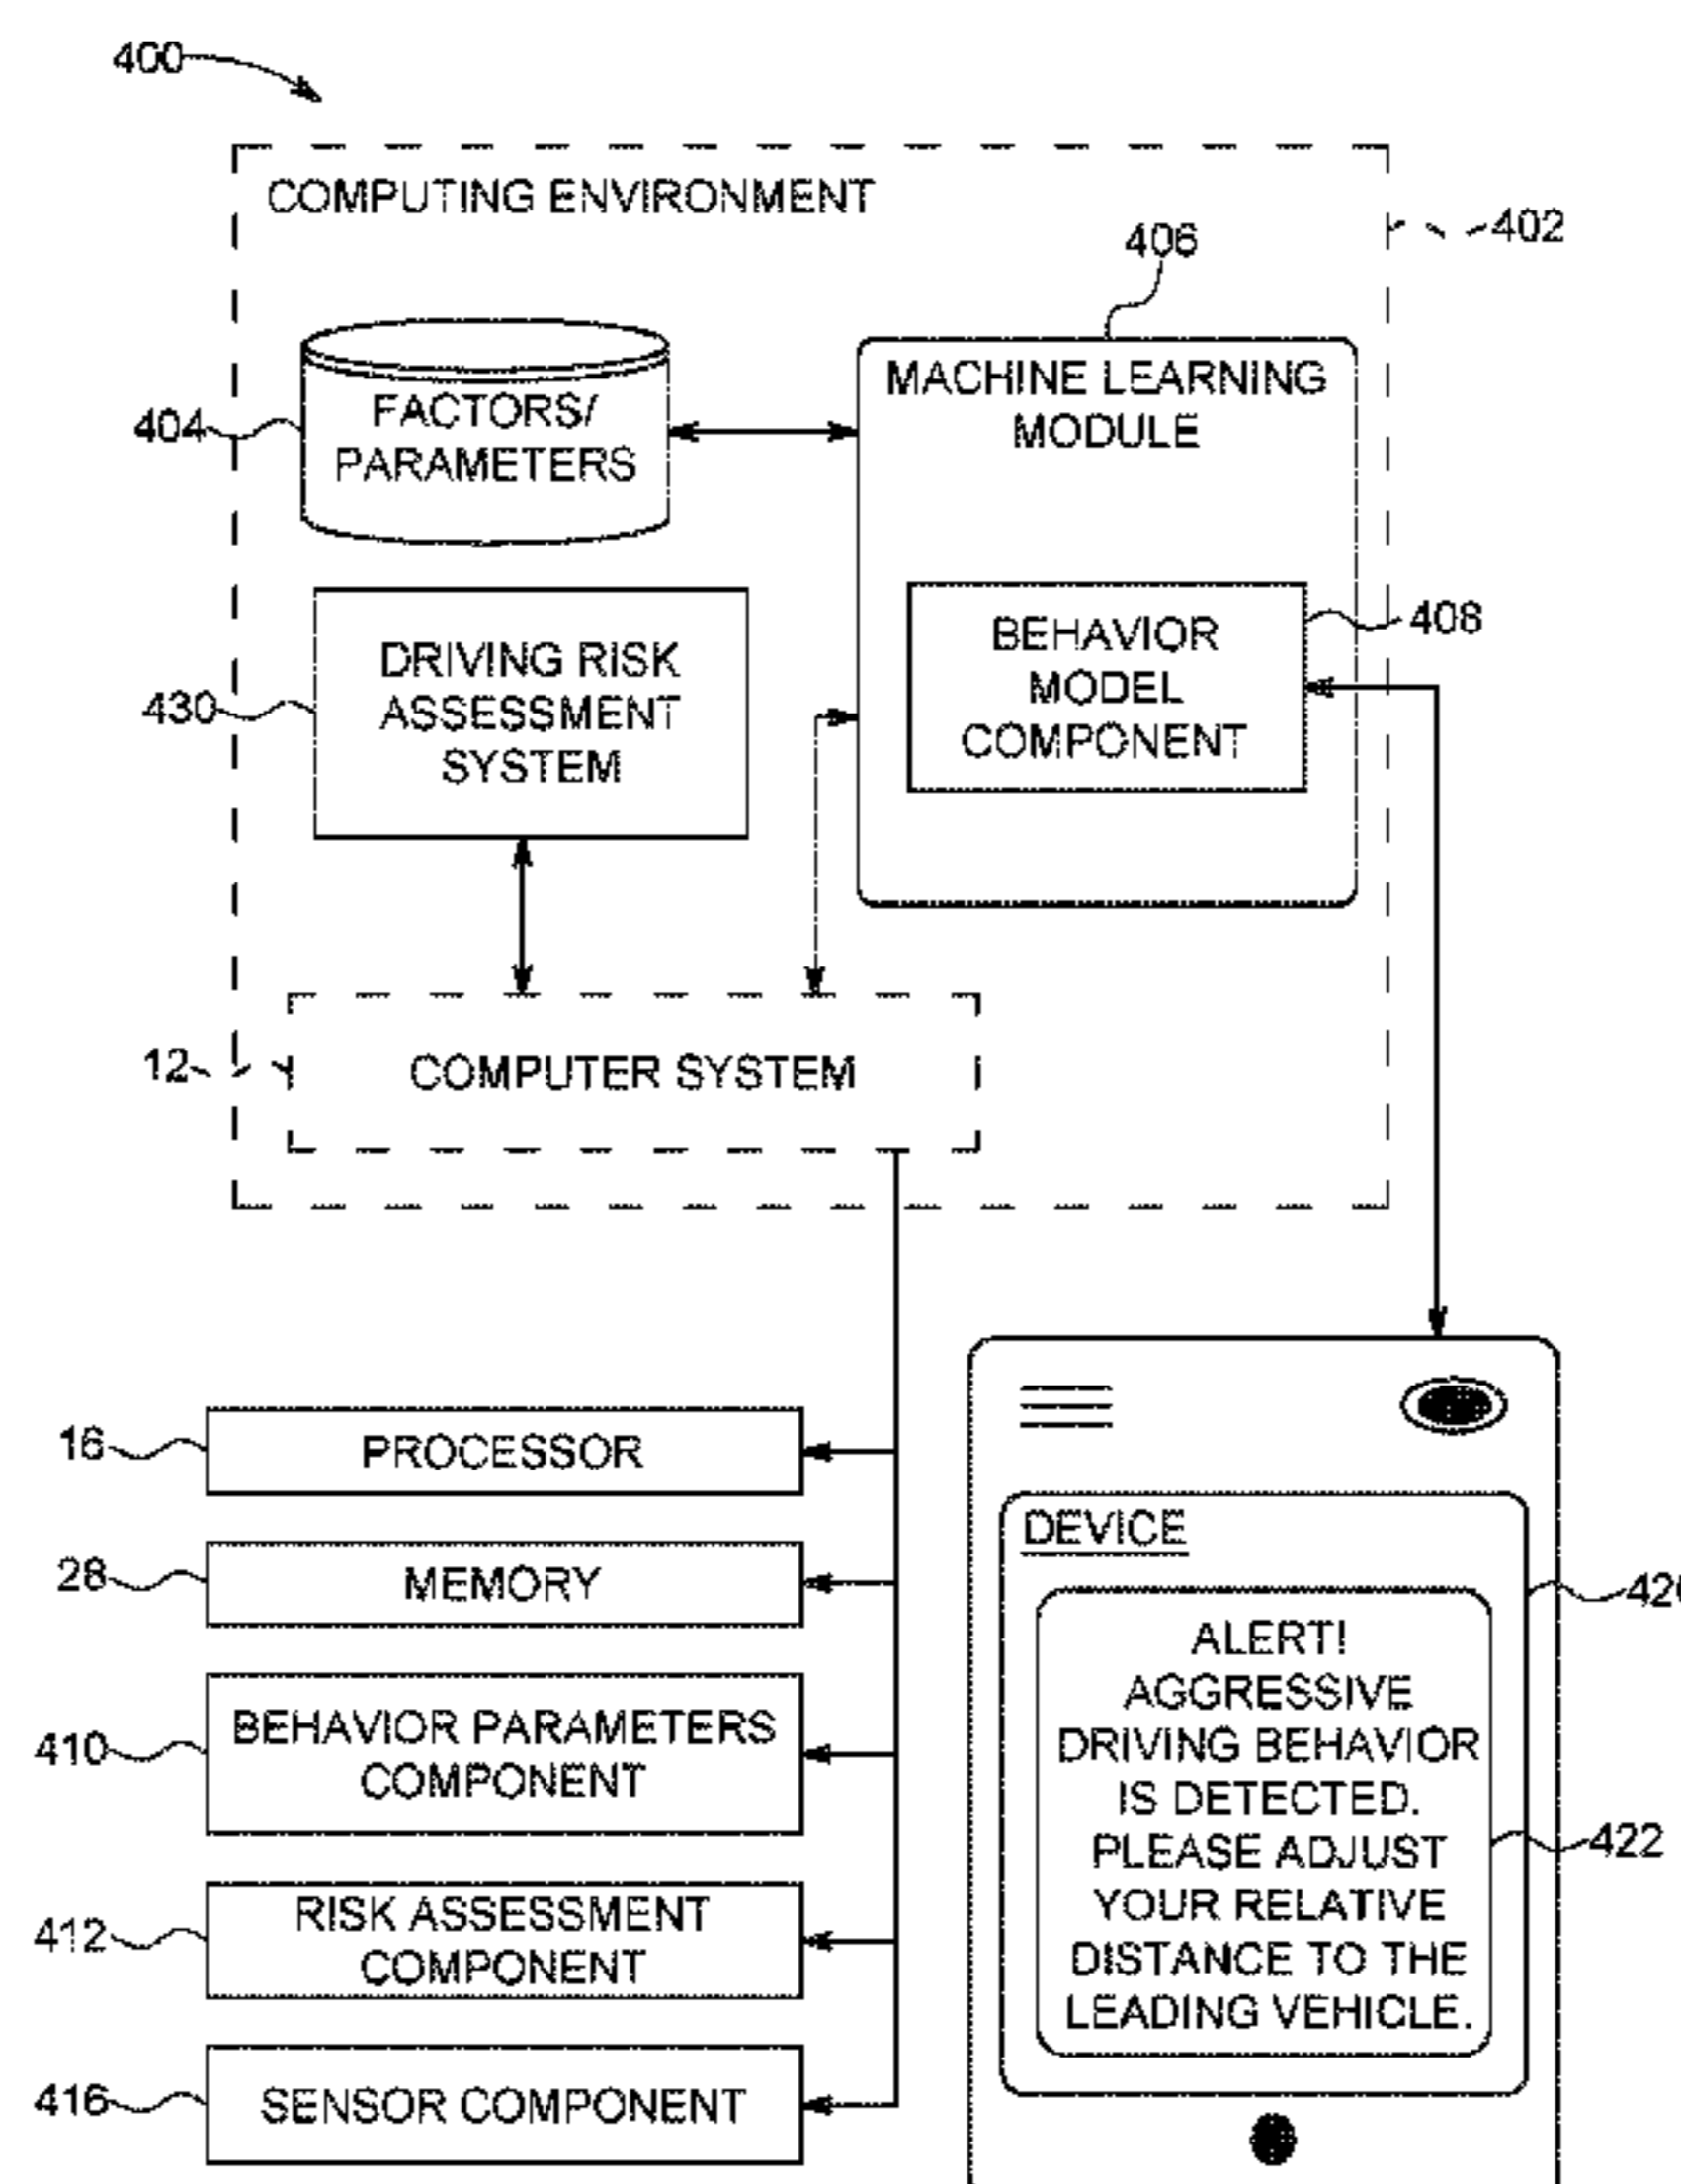 400
COMPUTING ENVIRONMENT
402
406
MACHINE LEARNING
MODULE
404
FACTORS/
PARAMETERS
408
BEHAVIOR
MODEL
COMPONENT
430
DRIVING RISK
ASSESSMENT
SYSTEM
12
COMPUTER SYSTEM
16
PROCESSOR
28
MEMORY
410
BEHAVIOR PARAMETERS
COMPONENT
412
RISK ASSESSMENT
COMPONENT
416
SENSOR COMPONENT
DEVICE
ALERT!
AGGRESSIVE
DRIVING BEHAVIOR
IS DETECTED.
PLEASE ADJUST
YOUR RELATIVE
DISTANCE TO THE
LEADING VEHICLE.
422